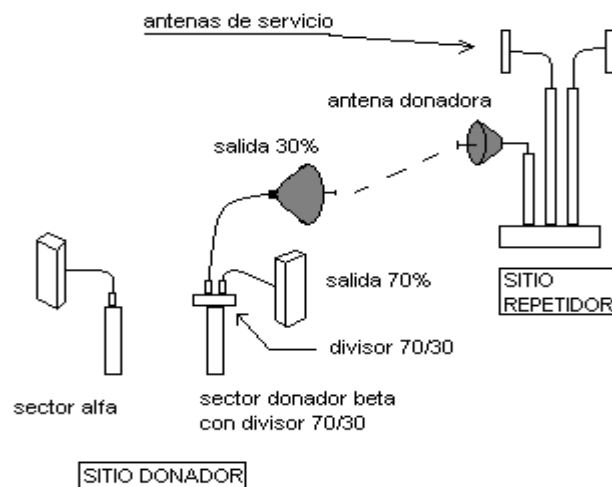 antenas de servicio
antena donadora
salida 30%
salida 70%
SITIO
REPETIDOR
divisor 70/30
sector alfa
sector donador beta
con divisor 70/30
SITIO DONADOR